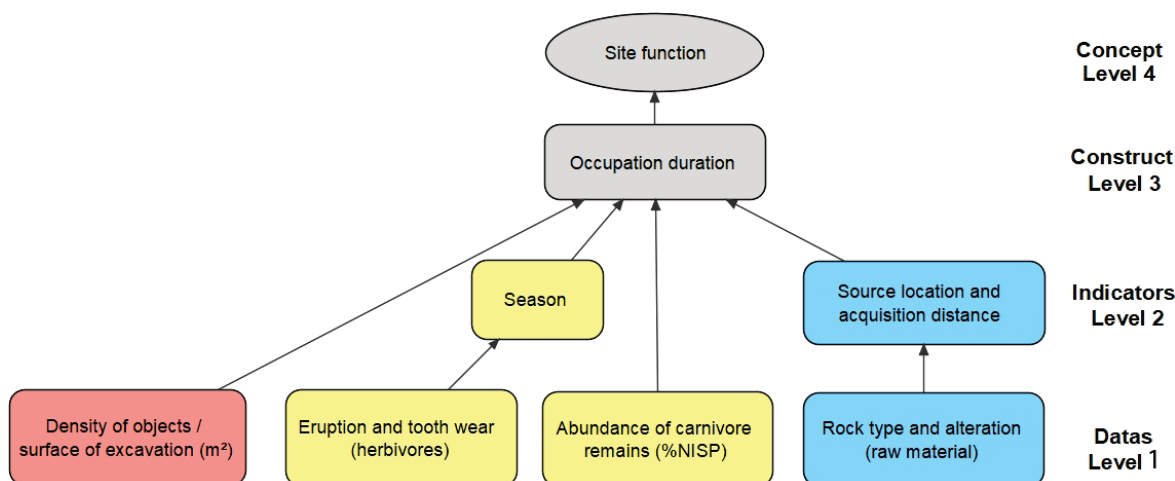 Site function
Concept
Level 4
Occupation duration
Construct
Level 3
Season
Source location and
acquisition distance
Indicators
Level 2
Density of objects /
surface of excavation (m²)
Eruption and tooth wear
(herbivores)
Abundance of carnivore
remains (%NISP)
Rock type and alteration
(raw material)
Datas
Level 1